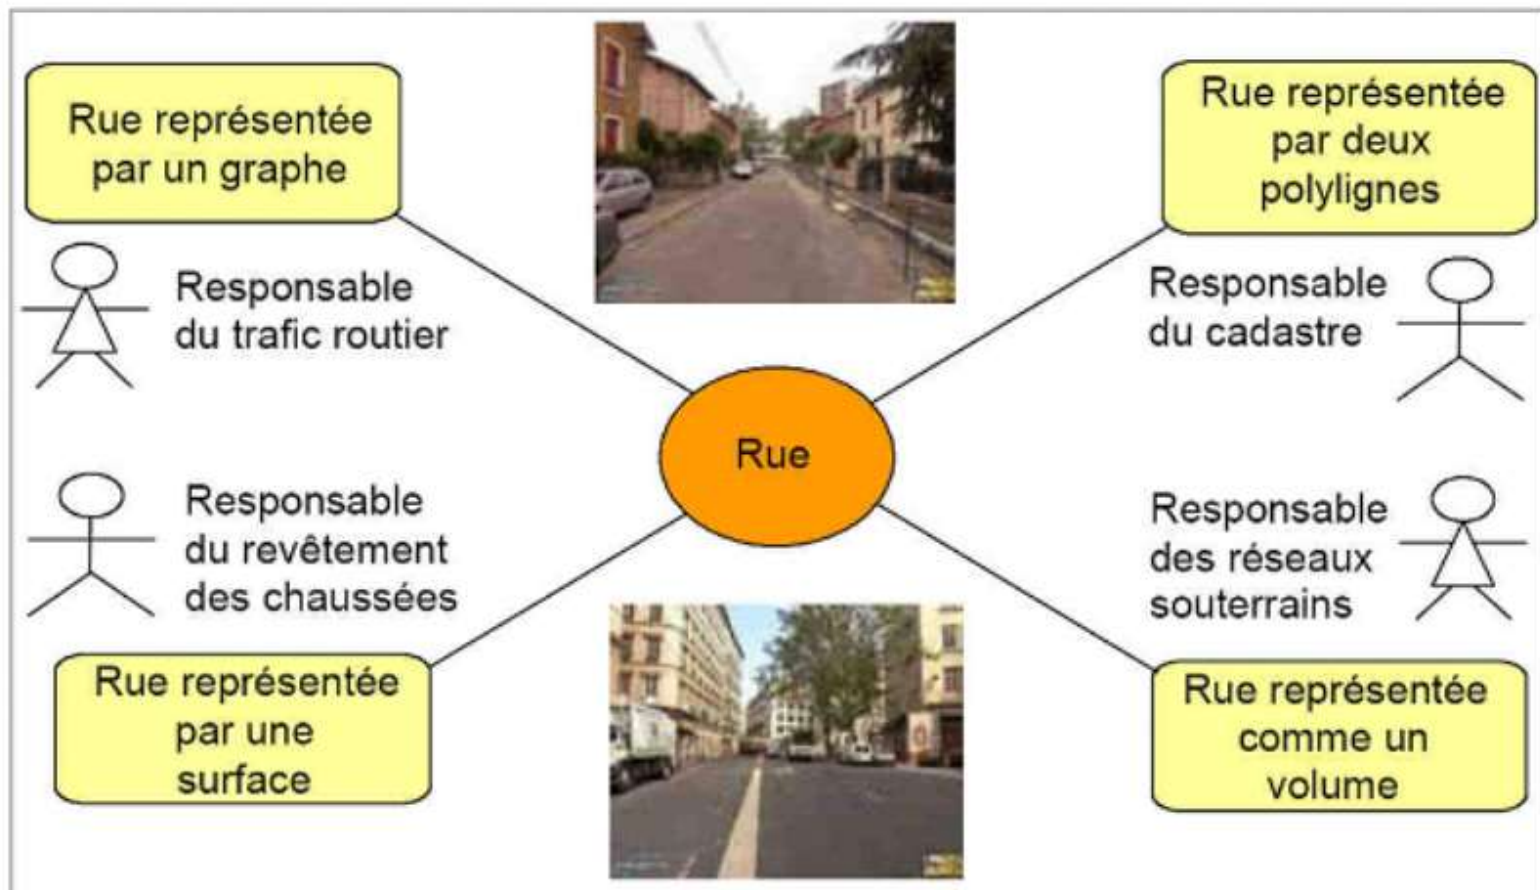 Rue représentée
par un graphe
Responsable
du trafic routier
Rue représentée
par deux
polylignes
Responsable
du cadastre
Rue
Responsable
du revêtement
des chaussées
Rue représentée
par une
surface
Responsable
des réseaux
souterrains
Rue représentée
comme un
volume